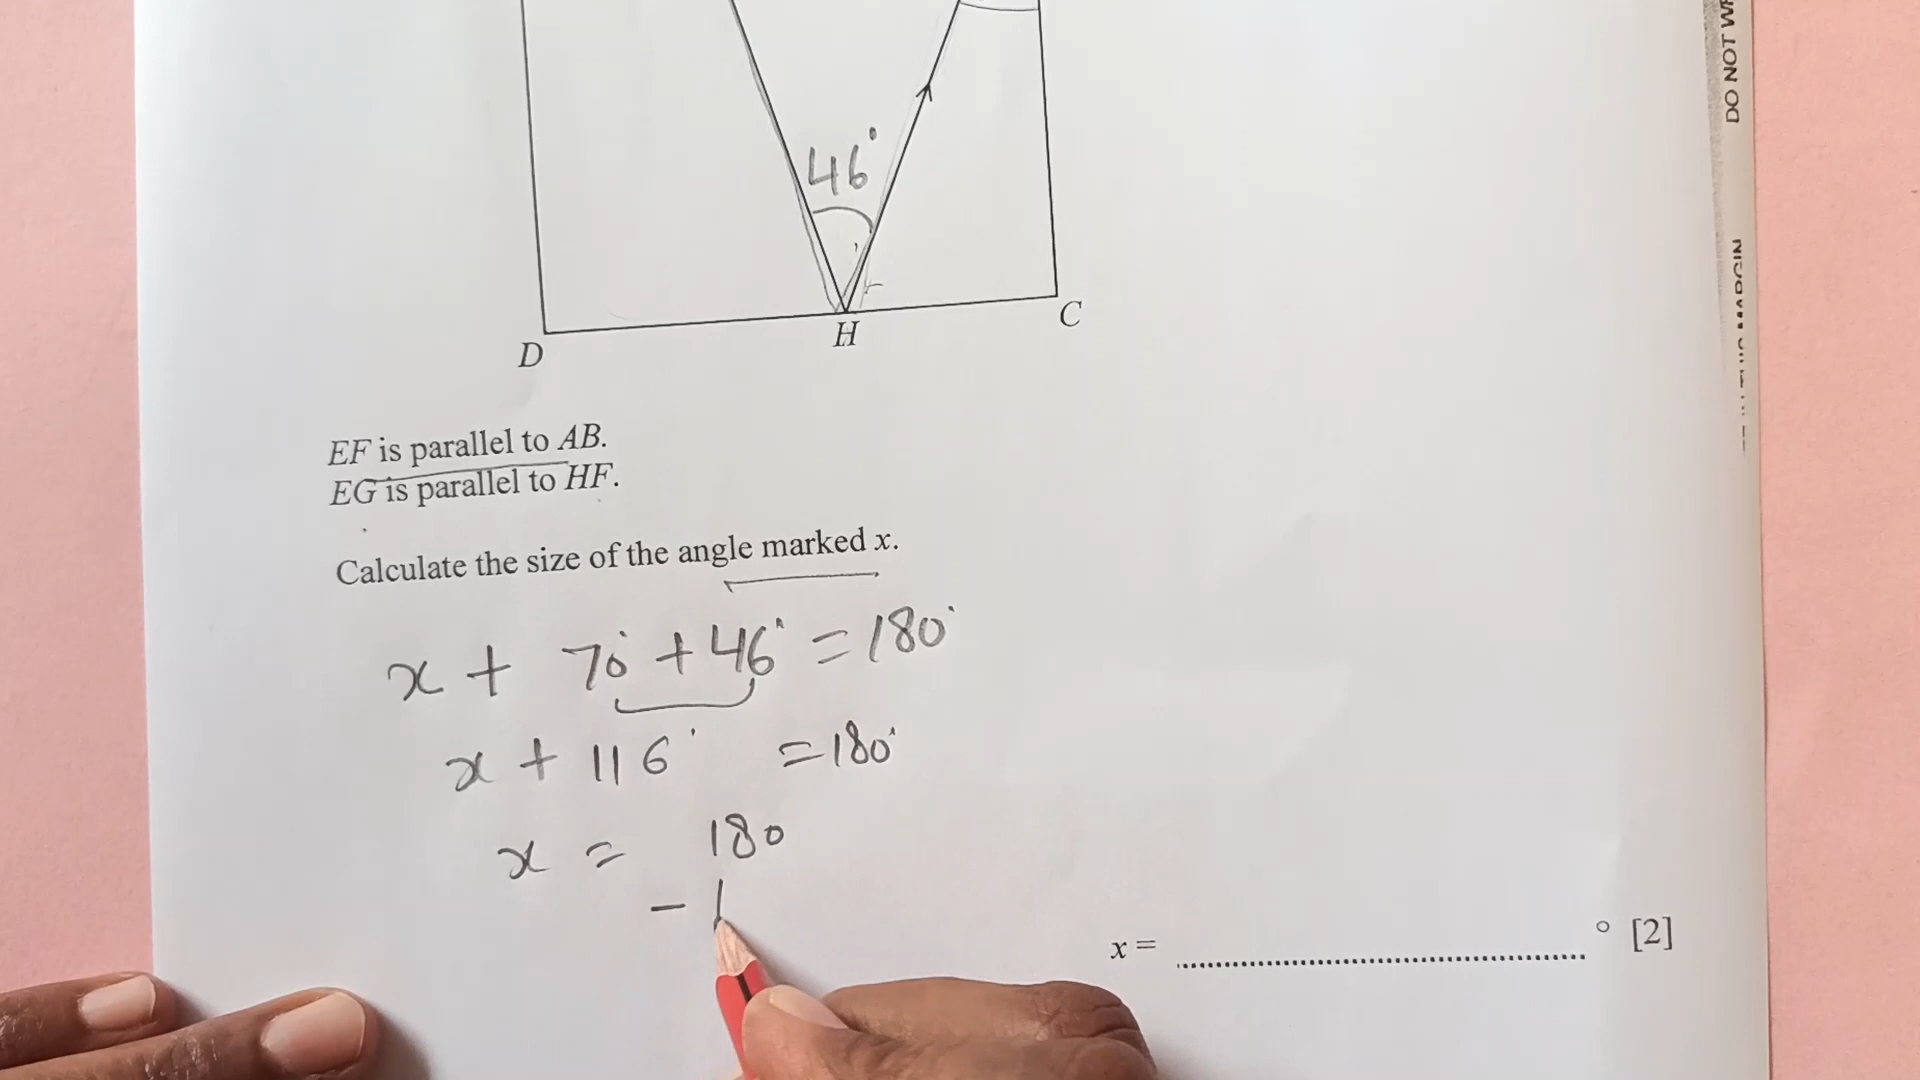 46°
D
H
C
EF is parallel to AB.
EG is parallel to HF.
Calculate the size of the angle marked x.
x + 70° + 46° = 180°
x + 116° = 180°
x = 180
- 1
x = ........................................ ° [2]
DO NOT WR